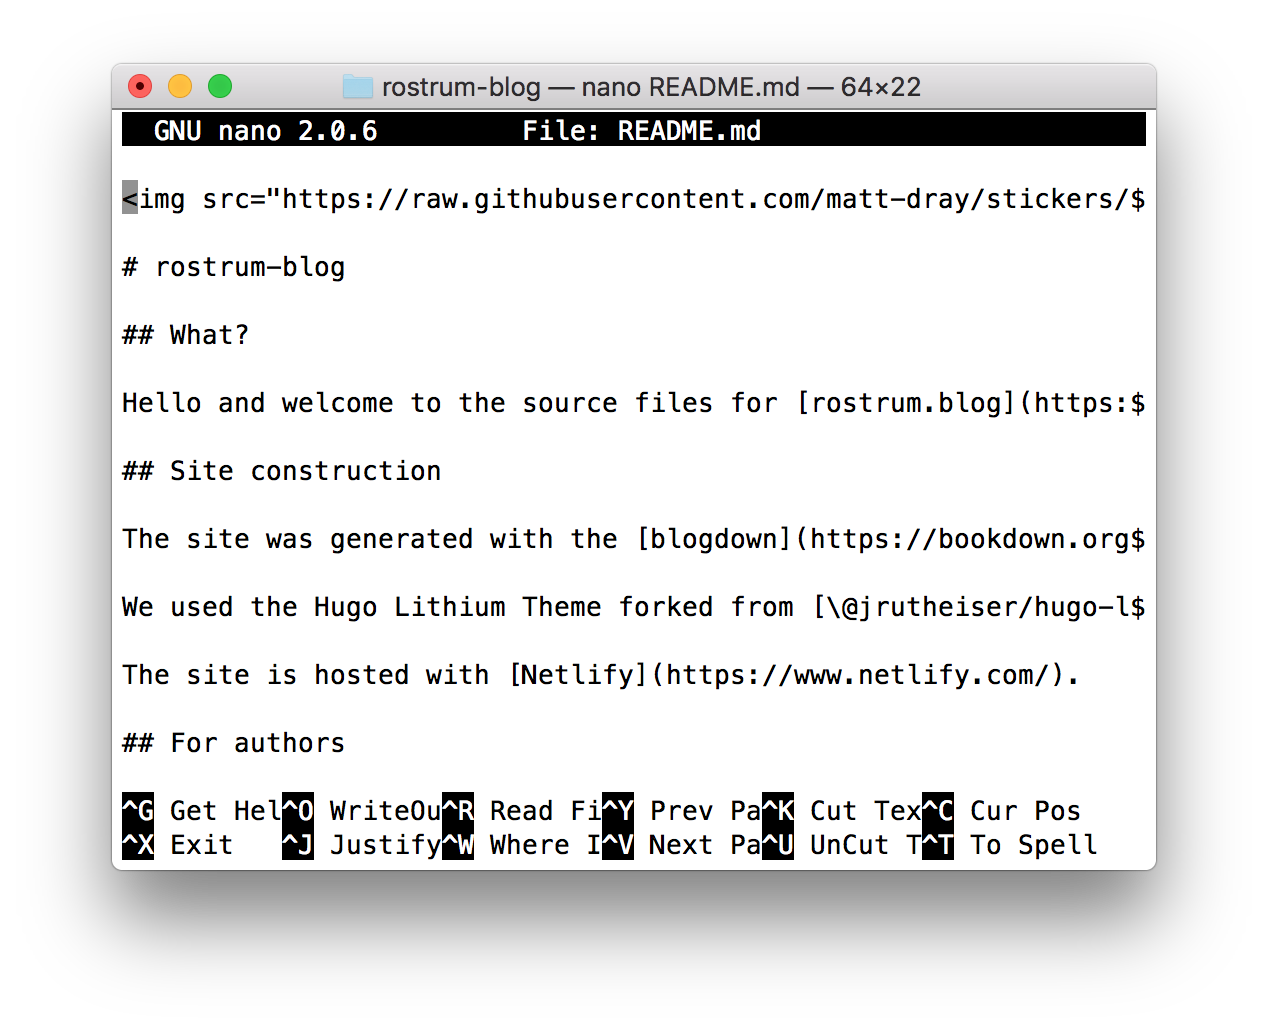 rostrum-blog — nano README.md — 64×22
GNU nano 2.0.6 File: README.md
<img src="https://raw.githubusercontent.com/matt-dray/stickers/$
# rostrum-blog
## What?
Hello and welcome to the source files for [rostrum.blog](https:$
## Site construction
The site was generated with the [blogdown](https://bookdown.org$
We used the Hugo Lithium Theme forked from [\@jrutheiser/hugo-l$
The site is hosted with [Netlify](https://www.netlify.com/).
## For authors
^G Get Hel^O WriteOu^R Read Fi^Y Prev Pa^K Cut Tex^C Cur Pos
^X Exit ^J Justify^W Where I^V Next Pa^U UnCut T^T To Spell